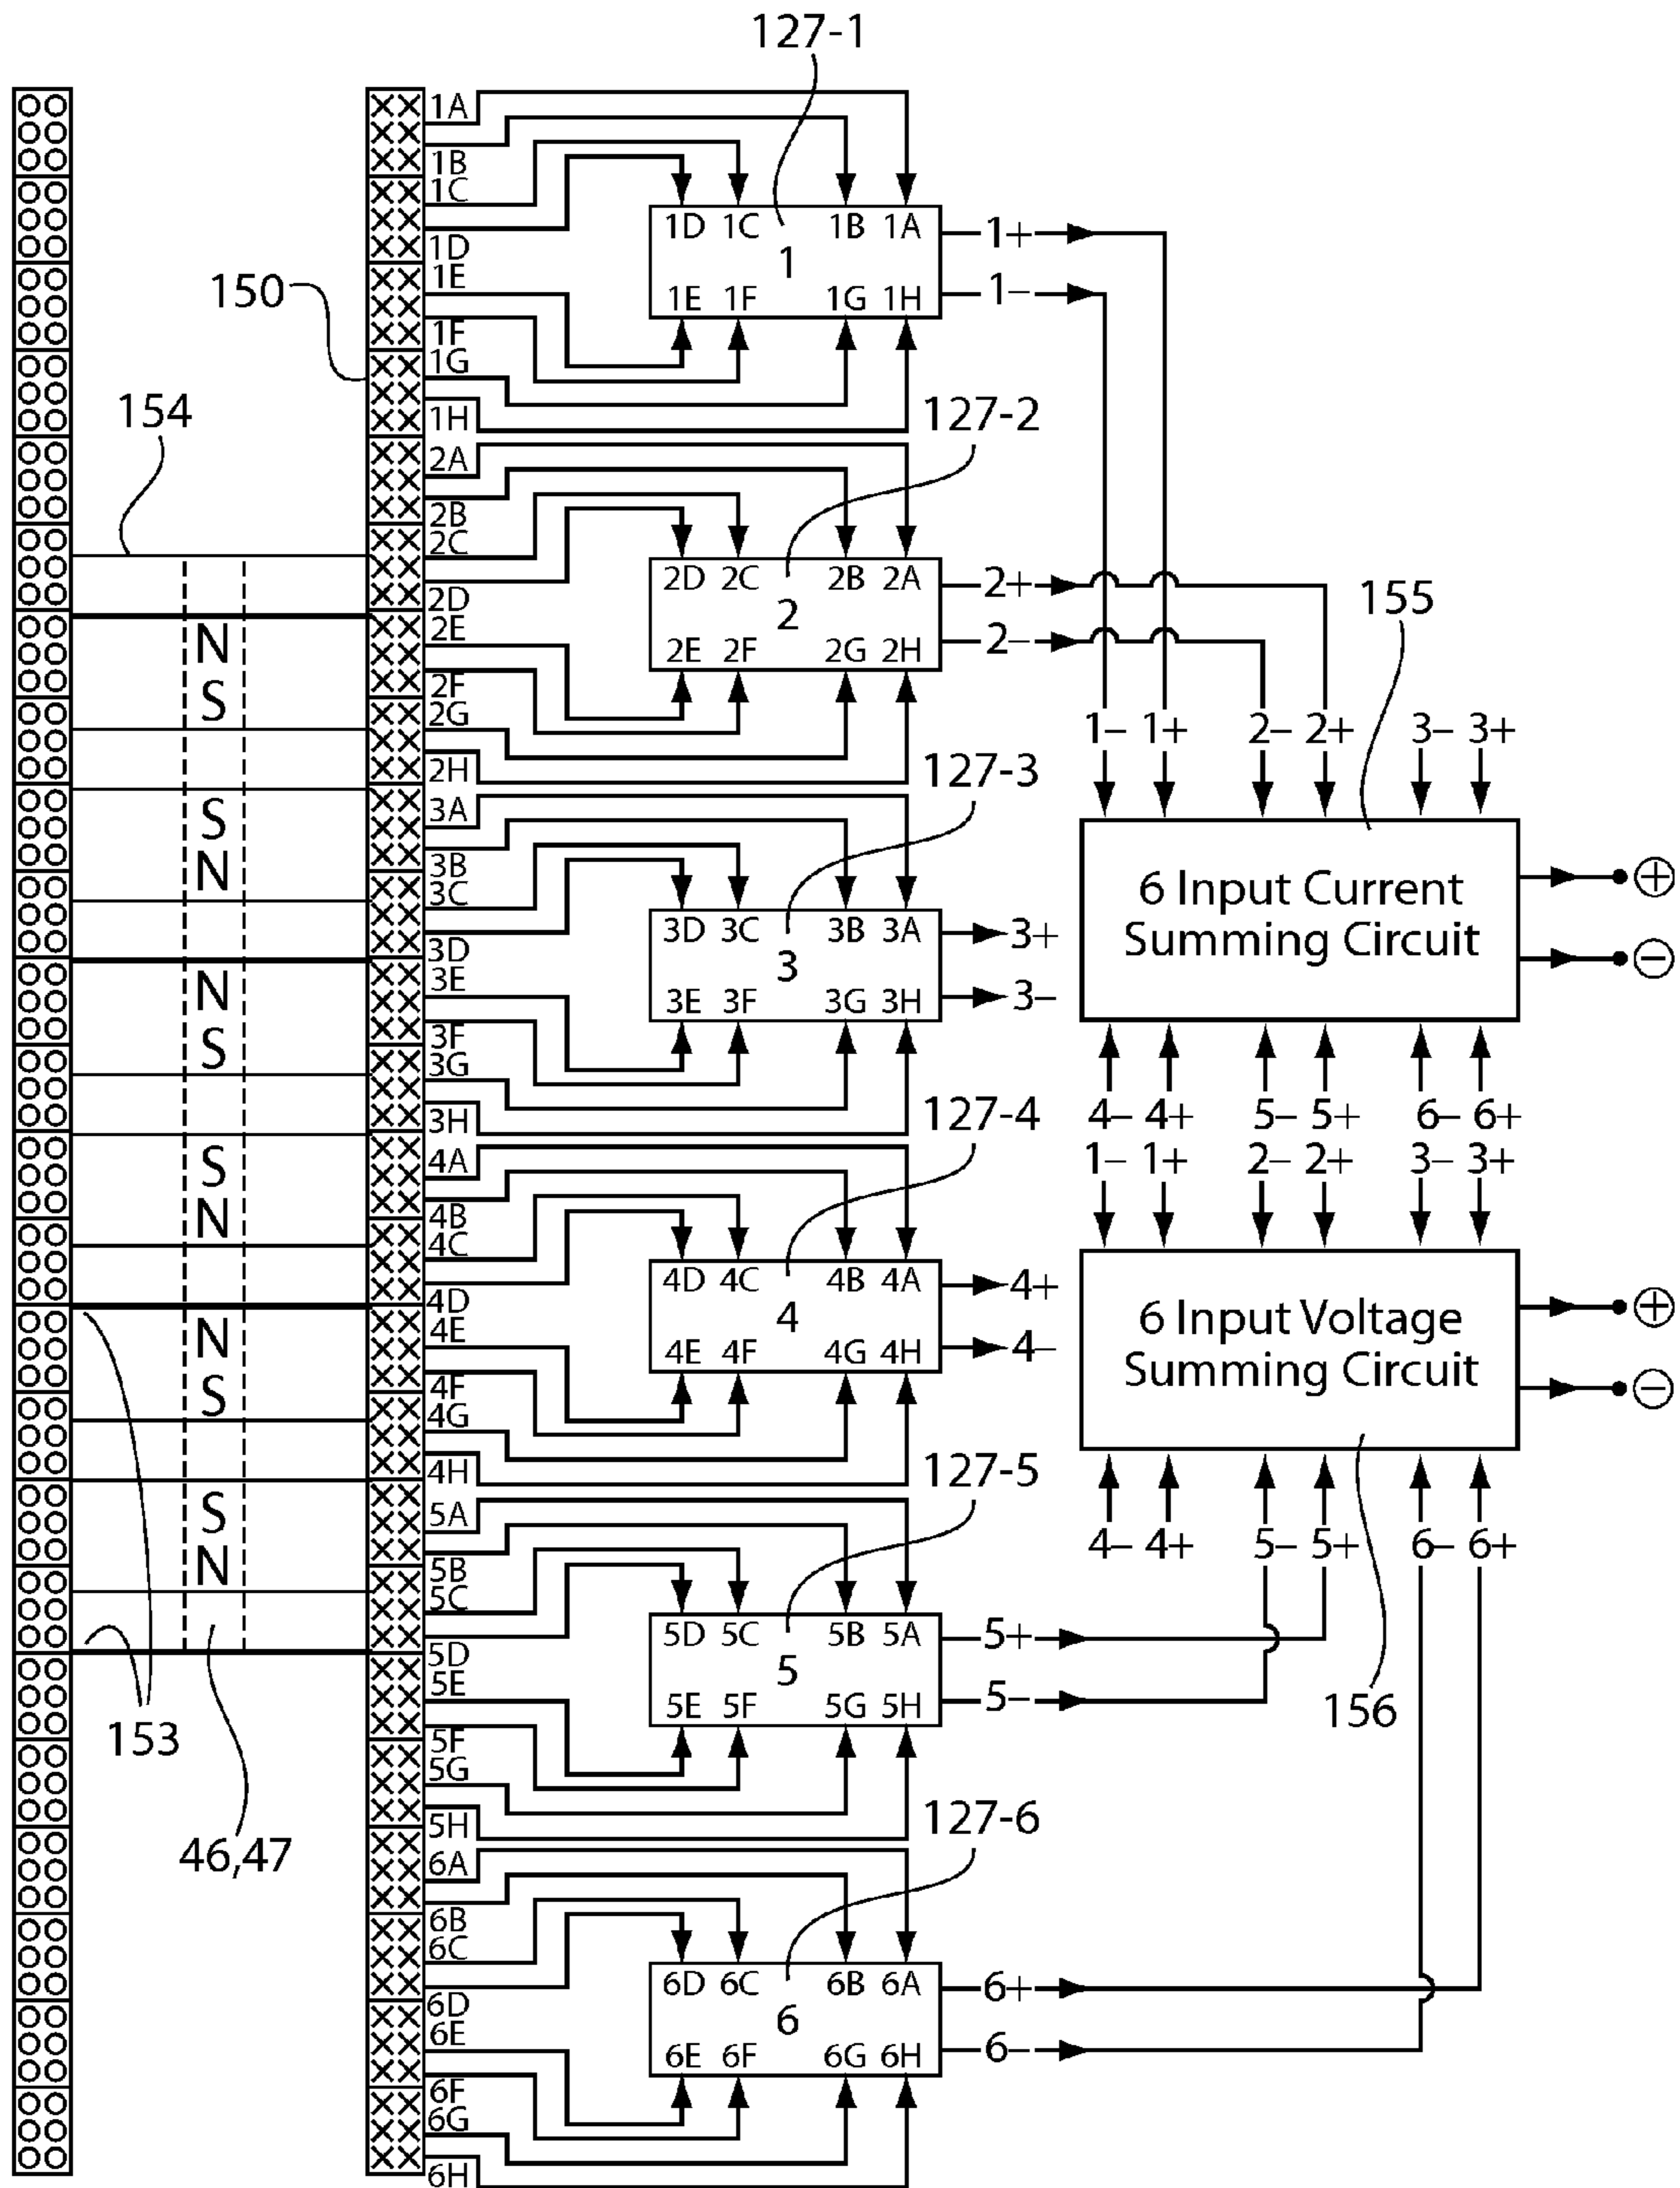 127-1
1A
1B
1C
1D
1E
1F
1G
1H
1D 1C 1B 1A
1
1E 1F 1G 1H
1+
1–
150
154
127-2
2A
2B
2C
2D
2E
2F
2G
2H
2D 2C 2B 2A
2
2E 2F 2G 2H
2+
2–
155
N
S
S
N
N
S
S
N
N
S
S
N
127-3
3A
3B
3C
3D
3E
3F
3G
3H
3D 3C 3B 3A
3
3E 3F 3G 3H
3+
3–
1– 1+ 2– 2+ 3– 3+
6 Input Current
Summing Circuit
+
–
4– 4+ 5– 5+ 6– 6+
127-4
4A
4B
4C
4D
4E
4F
4G
4H
4D 4C 4B 4A
4
4E 4F 4G 4H
4+
4–
1– 1+ 2– 2+ 3– 3+
6 Input Voltage
Summing Circuit
+
–
4– 4+ 5– 5+ 6– 6+
156
127-5
5A
5B
5C
5D
5E
5F
5G
5H
5D 5C 5B 5A
5
5E 5F 5G 5H
5+
5–
153
46,47
127-6
6A
6B
6C
6D
6E
6F
6G
6H
6D 6C 6B 6A
6
6E 6F 6G 6H
6+
6–